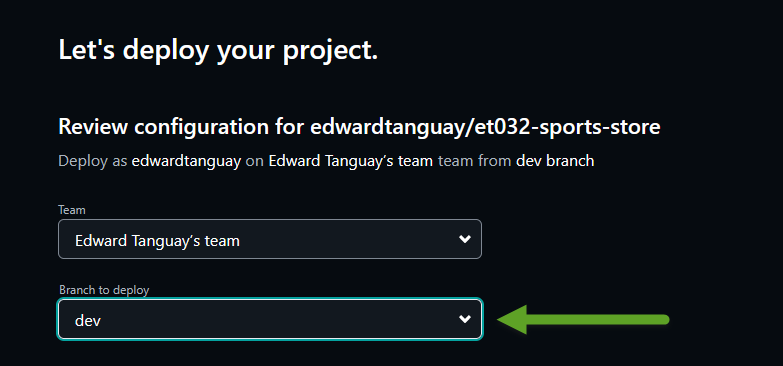 Let's deploy your project.
Review configuration for edwardtanguay/et032-sports-store
Deploy as edwardtanguay on Edward Tanguay’s team team from dev branch
Team
Edward Tanguay’s team
Branch to deploy
dev